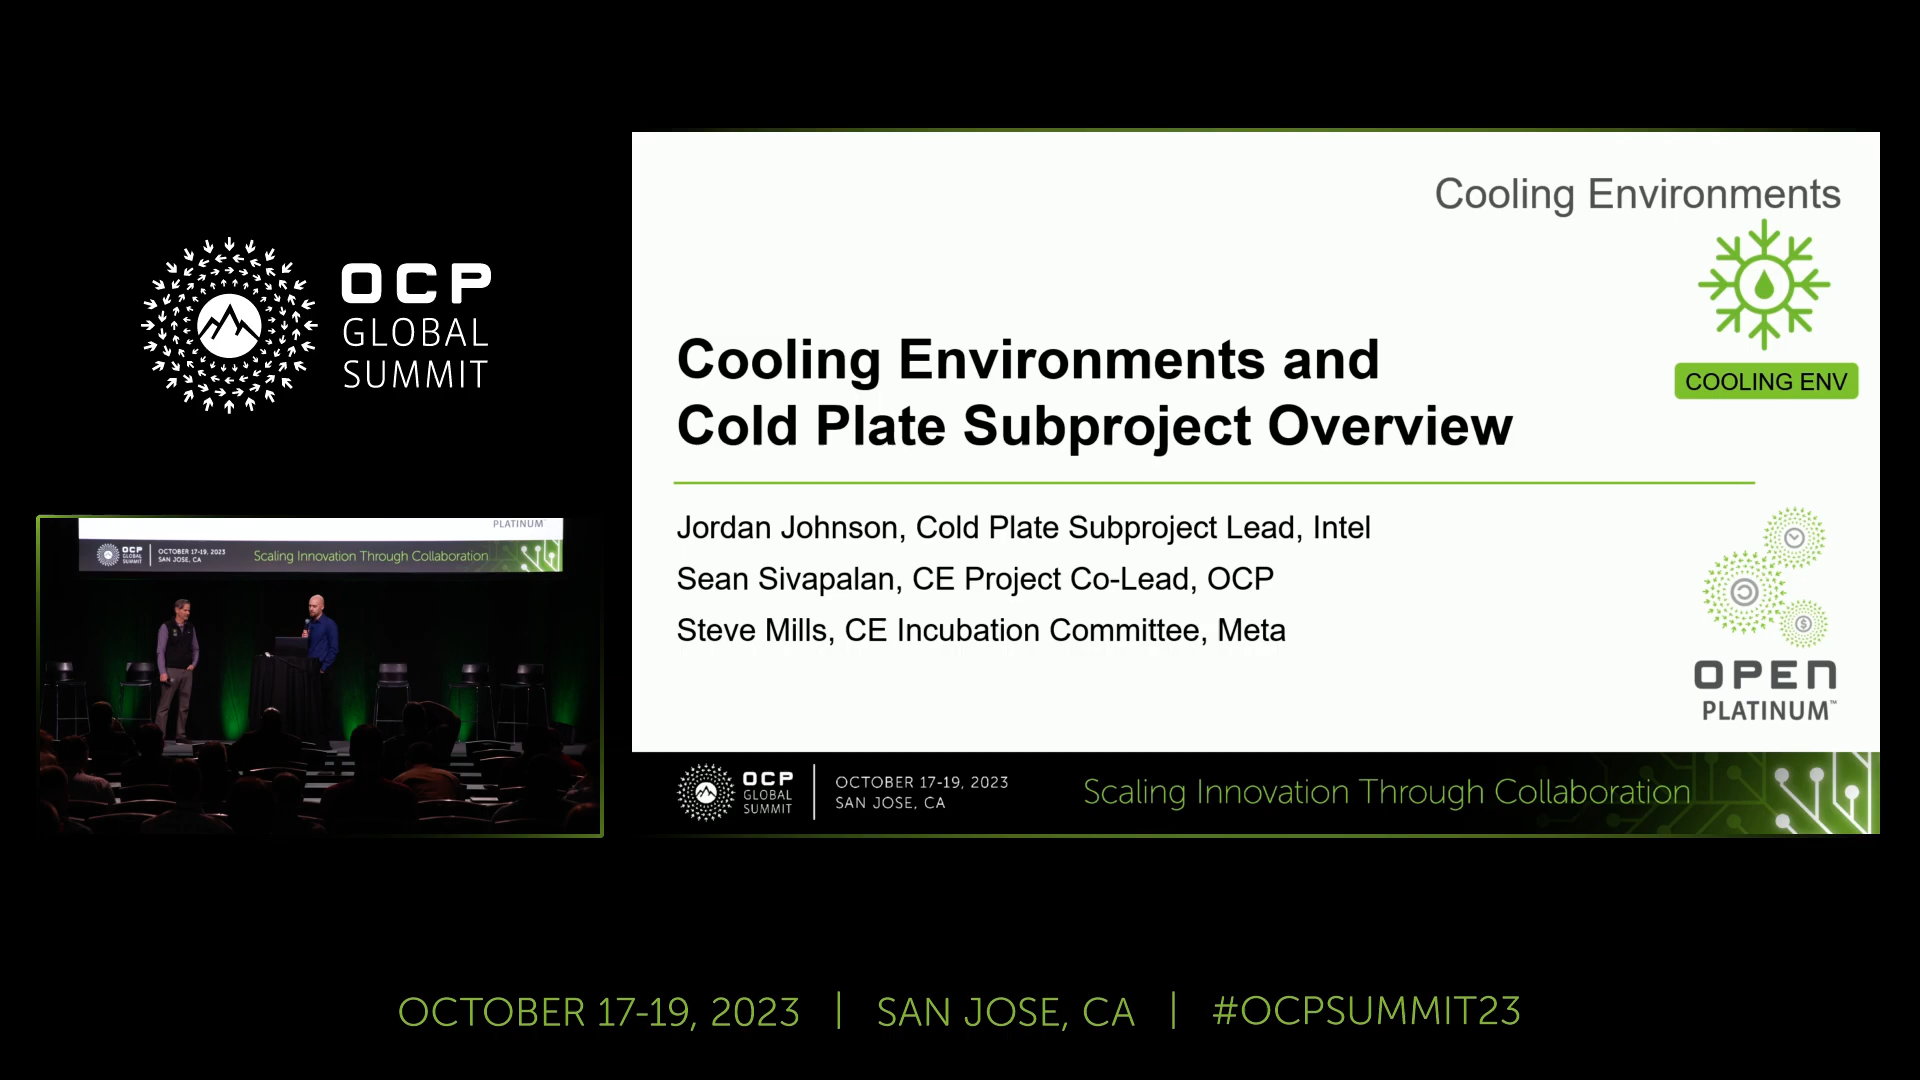 OCP
GLOBAL
SUMMIT
PLATINUM
OCP
GLOBAL
SUMMIT
OCTOBER 17-19, 2023
SAN JOSE, CA
Scaling Innovation Through Collaboration
Cooling Environments
COOLING ENV
Cooling Environments and
Cold Plate Subproject Overview
Jordan Johnson, Cold Plate Subproject Lead, Intel
Sean Sivapalan, CE Project Co-Lead, OCP
Steve Mills, CE Incubation Committee, Meta
$
OPEN
PLATINUM™
OCP
GLOBAL
SUMMIT
OCTOBER 17-19, 2023
SAN JOSE, CA
Scaling Innovation Through Collaboration
OCTOBER 17-19, 2023 | SAN JOSE, CA | #OCPSUMMIT23